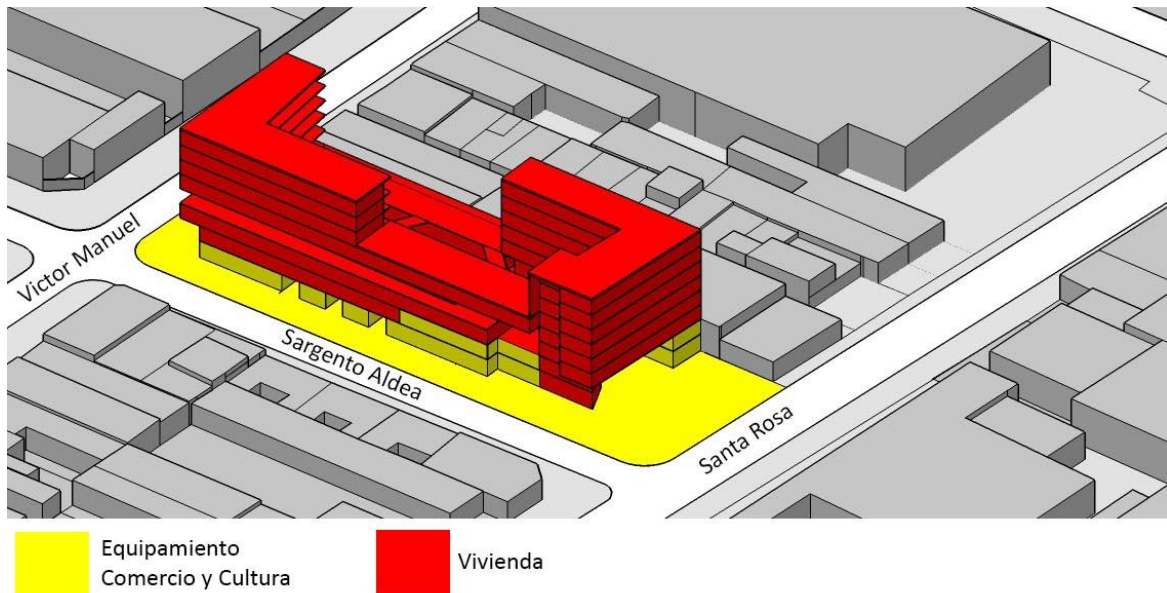 Victor Manuel
Sargento Aldea
Santa Rosa
Equipamiento
Comercio y Cultura
Vivienda